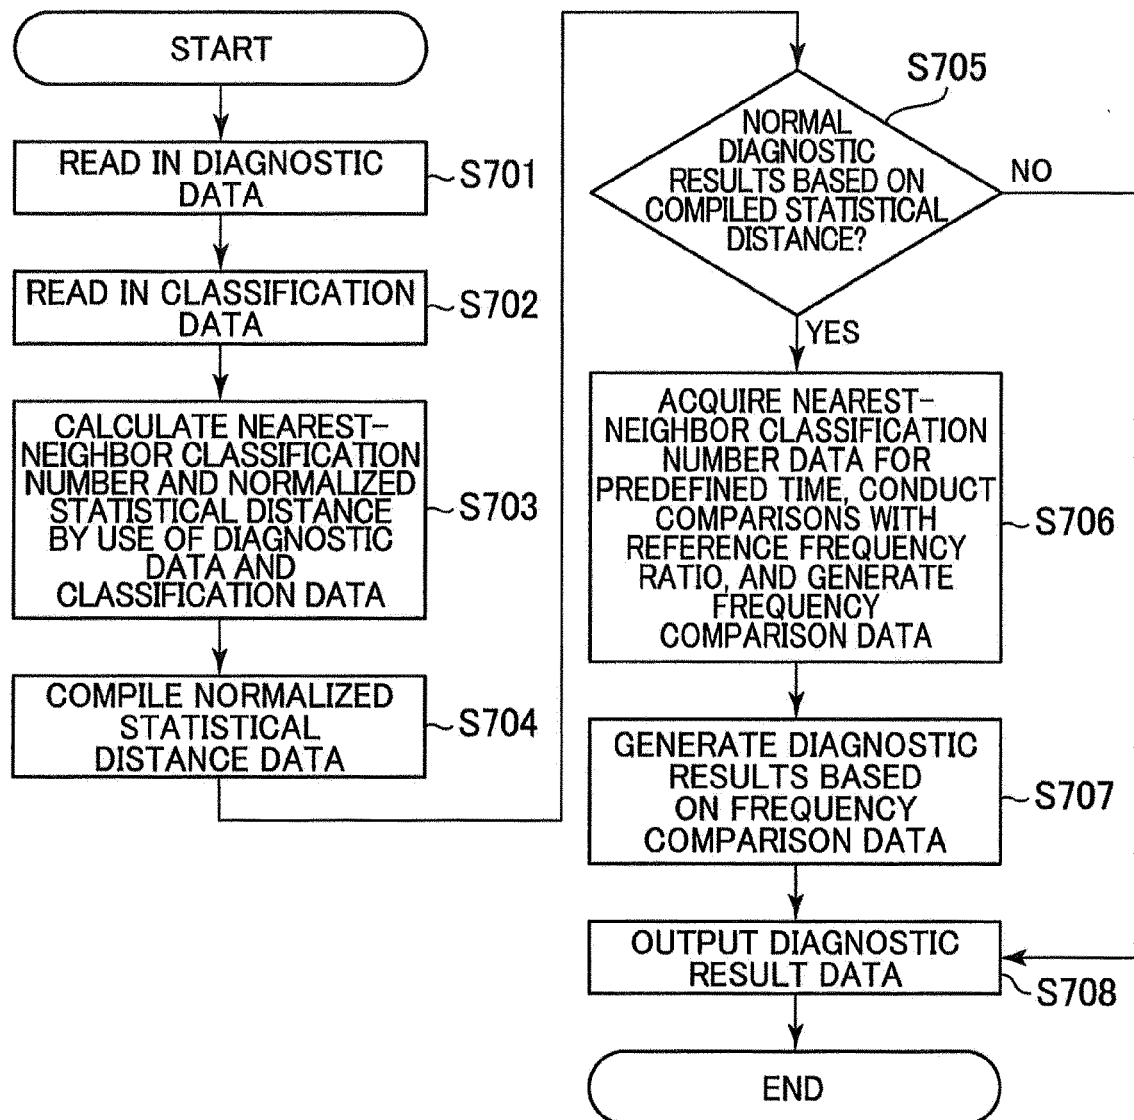 START
READ IN DIAGNOSTIC
DATA
S701
READ IN CLASSIFICATION
DATA
S702
CALCULATE NEAREST-
NEIGHBOR CLASSIFICATION
NUMBER AND NORMALIZED
STATISTICAL DISTANCE
BY USE OF DIAGNOSTIC
DATA AND
CLASSIFICATION DATA
S703
COMPILE NORMALIZED
STATISTICAL
DISTANCE DATA
S704
S705
NORMAL
DIAGNOSTIC
RESULTS BASED ON
COMPILED STATISTICAL
DISTANCE?
NO
YES
ACQUIRE NEAREST-
NEIGHBOR CLASSIFICATION
NUMBER DATA FOR
PREDEFINED TIME, CONDUCT
COMPARISONS WITH
REFERENCE FREQUENCY
RATIO, AND GENERATE
FREQUENCY
COMPARISON DATA
S706
GENERATE DIAGNOSTIC
RESULTS BASED
ON FREQUENCY
COMPARISON DATA
S707
OUTPUT DIAGNOSTIC
RESULT DATA
S708
END